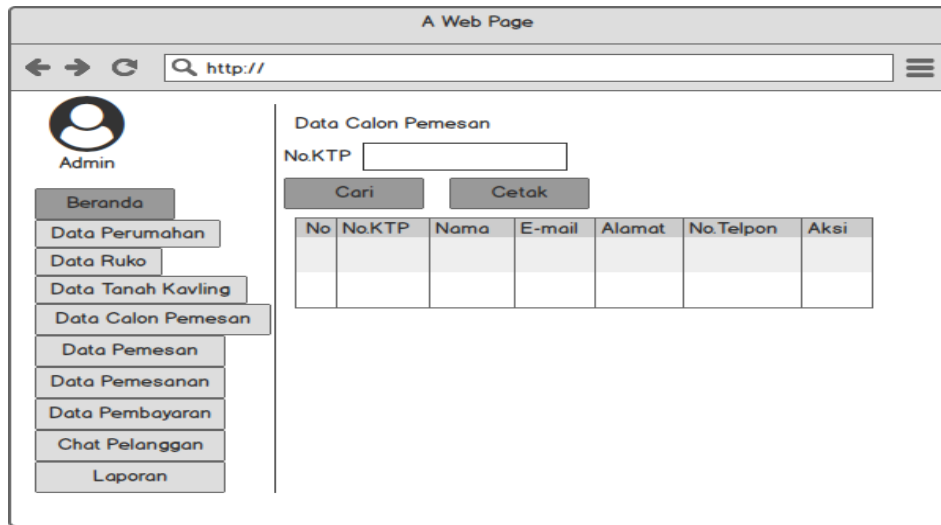 A Web Page
http://
Admin
Beranda
Data Perumahan
Data Ruko
Data Tanah Kavling
Data Calon Pemesan
Data Pemesan
Data Pemesanan
Data Pembayaran
Chat Pelanggan
Laporan
Data Calon Pemesan
No.KTP
Cari Cetak
No No.KTP Nama E-mail Alamat No.Telpon Aksi